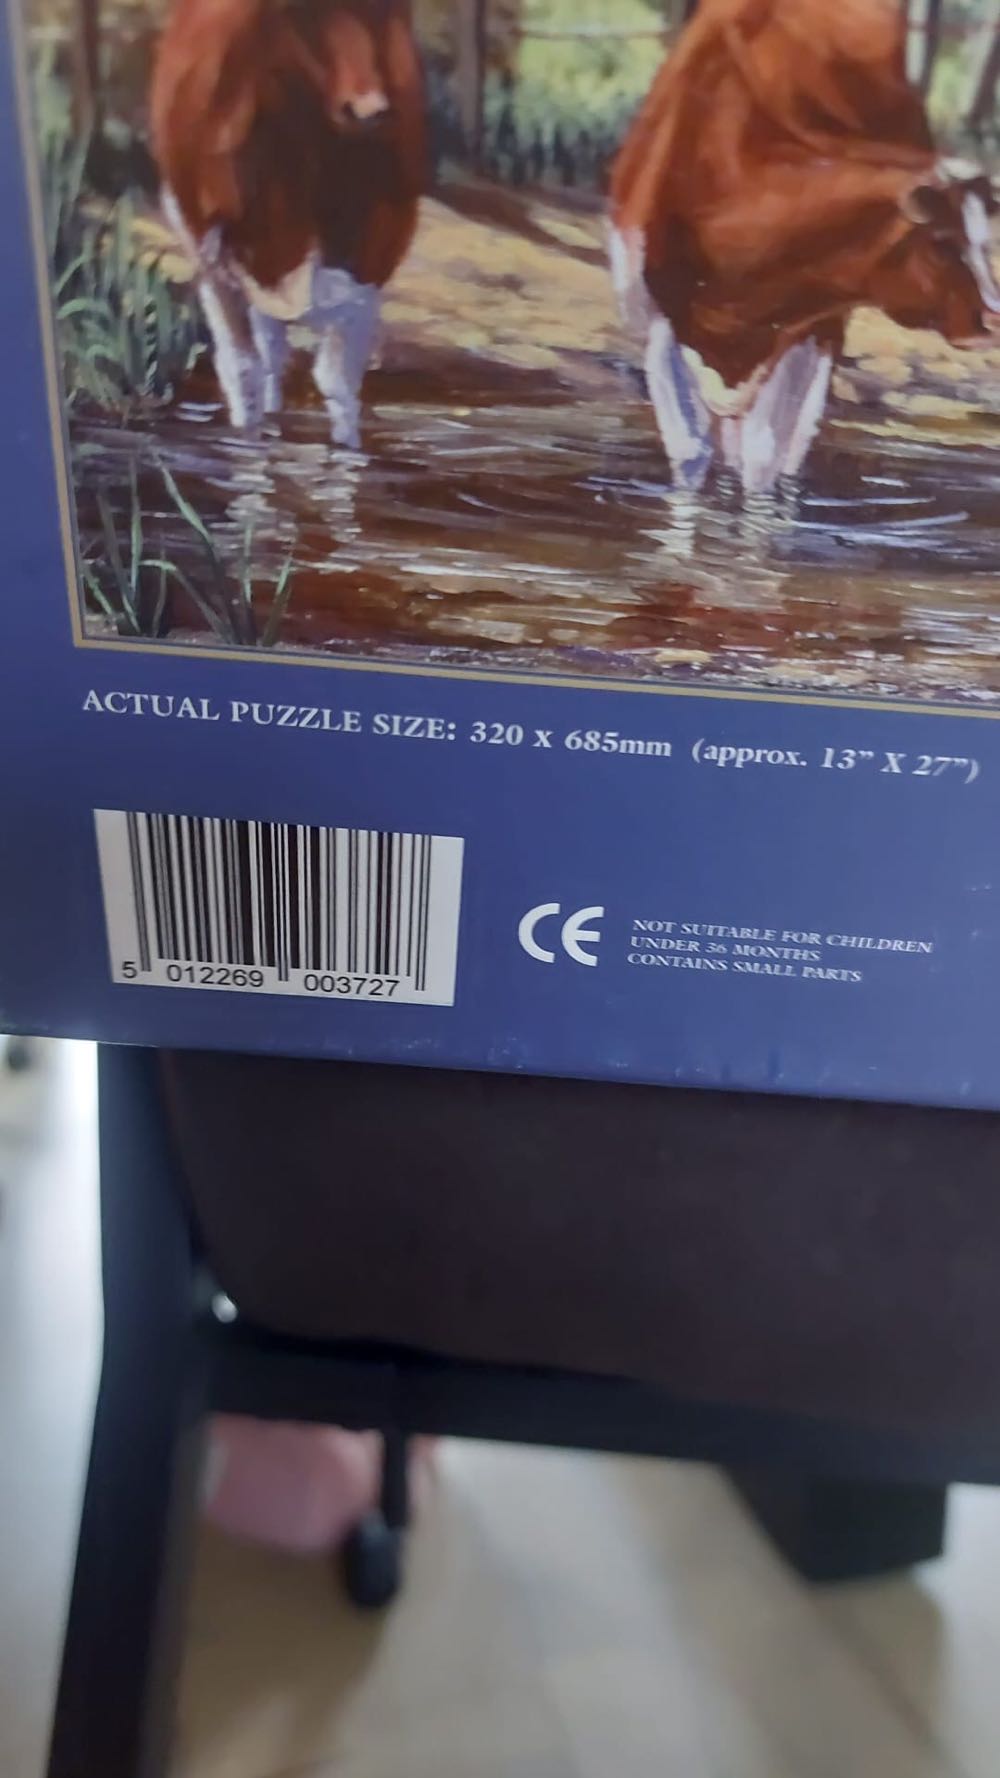 ACTUAL PUZZLE SIZE: 320 x 685mm (approx. 13” X 27”)
5 012269 003727
CE
NOT SUITABLE FOR CHILDREN
UNDER 36 MONTHS
CONTAINS SMALL PARTS